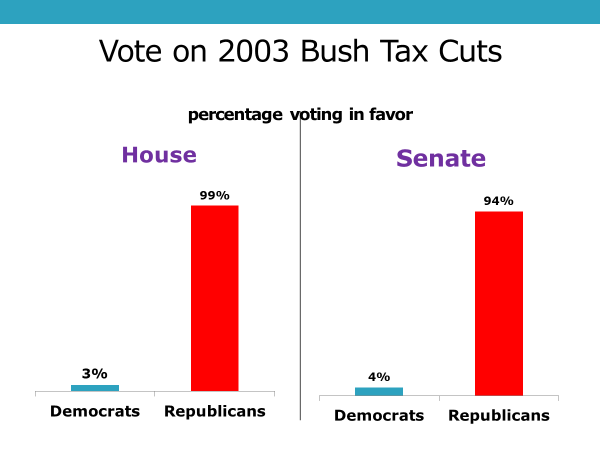 Vote on 2003 Bush Tax Cuts
percentage voting in favor
House
99%
3%
Democrats Republicans
Senate
94%
4%
Democrats Republicans